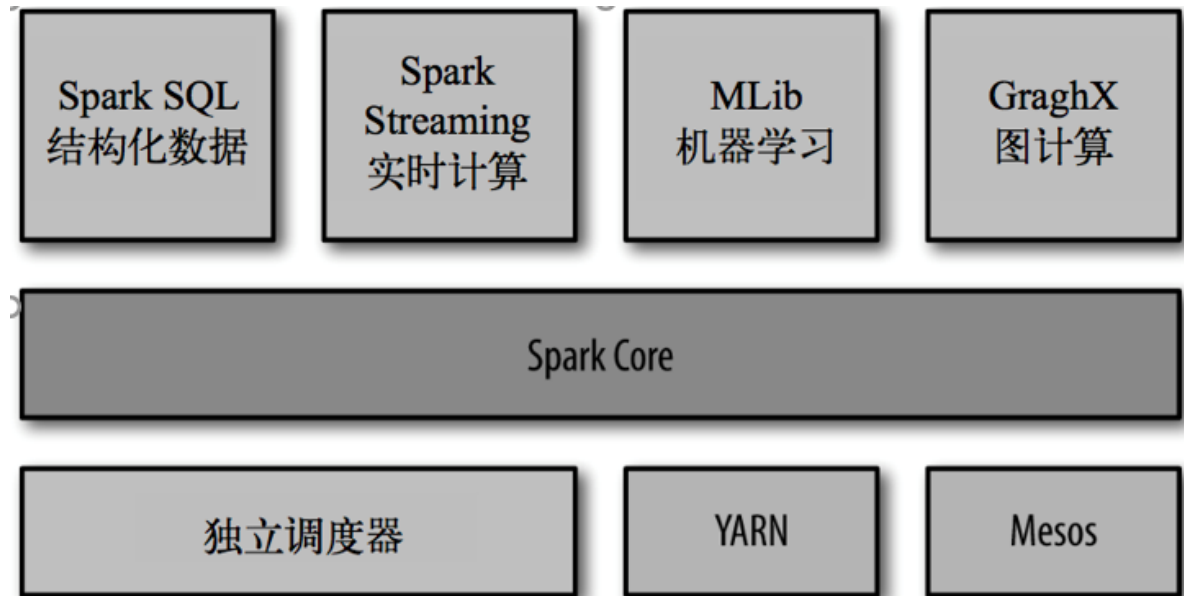 Spark SQL
结构化数据
Spark
Streaming
实时计算
MLib
机器学习
GraghX
图计算
Spark Core
独立调度器
YARN
Mesos